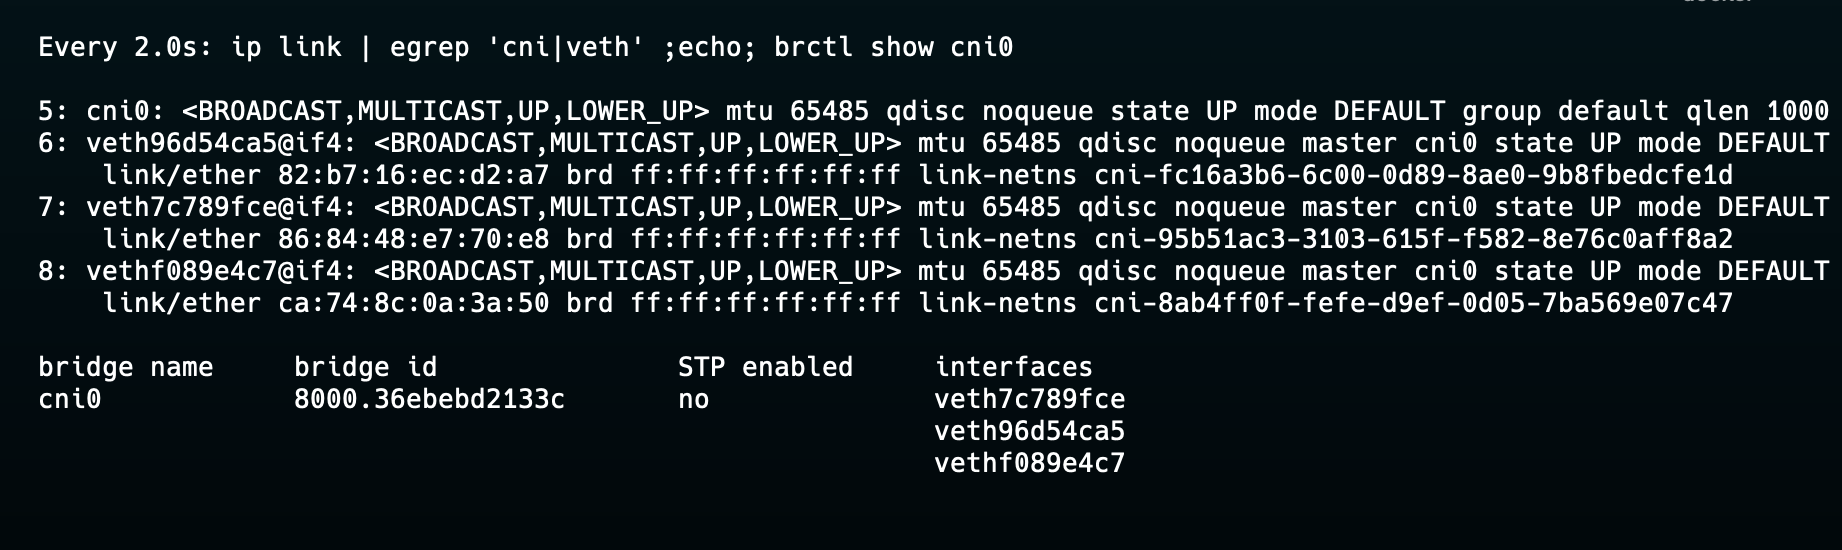 Every 2.0s: ip link | egrep 'cni|veth' ;echo; brctl show cni0
5: cni0: <BROADCAST,MULTICAST,UP,LOWER_UP> mtu 65485 qdisc noqueue state UP mode DEFAULT group default qlen 1000
6: veth96d54ca5@if4: <BROADCAST,MULTICAST,UP,LOWER_UP> mtu 65485 qdisc noqueue master cni0 state UP mode DEFAULT
link/ether 82:b7:16:ec:d2:a7 brd ff:ff:ff:ff:ff:ff link-netns cni-fc16a3b6-6c00-0d89-8ae0-9b8fbedcfe1d
7: veth7c789fce@if4: <BROADCAST,MULTICAST,UP,LOWER_UP> mtu 65485 qdisc noqueue master cni0 state UP mode DEFAULT
link/ether 86:84:48:e7:70:e8 brd ff:ff:ff:ff:ff:ff link-netns cni-95b51ac3-3103-615f-f582-8e76c0aff8a2
8: vethf089e4c7@if4: <BROADCAST,MULTICAST,UP,LOWER_UP> mtu 65485 qdisc noqueue master cni0 state UP mode DEFAULT
link/ether ca:74:8c:0a:3a:50 brd ff:ff:ff:ff:ff:ff link-netns cni-8ab4ff0f-fefe-d9ef-0d05-7ba569e07c47
bridge name bridge id STP enabled interfaces
cni0 8000.36ebebd2133c no veth7c789fce
veth96d54ca5
vethf089e4c7